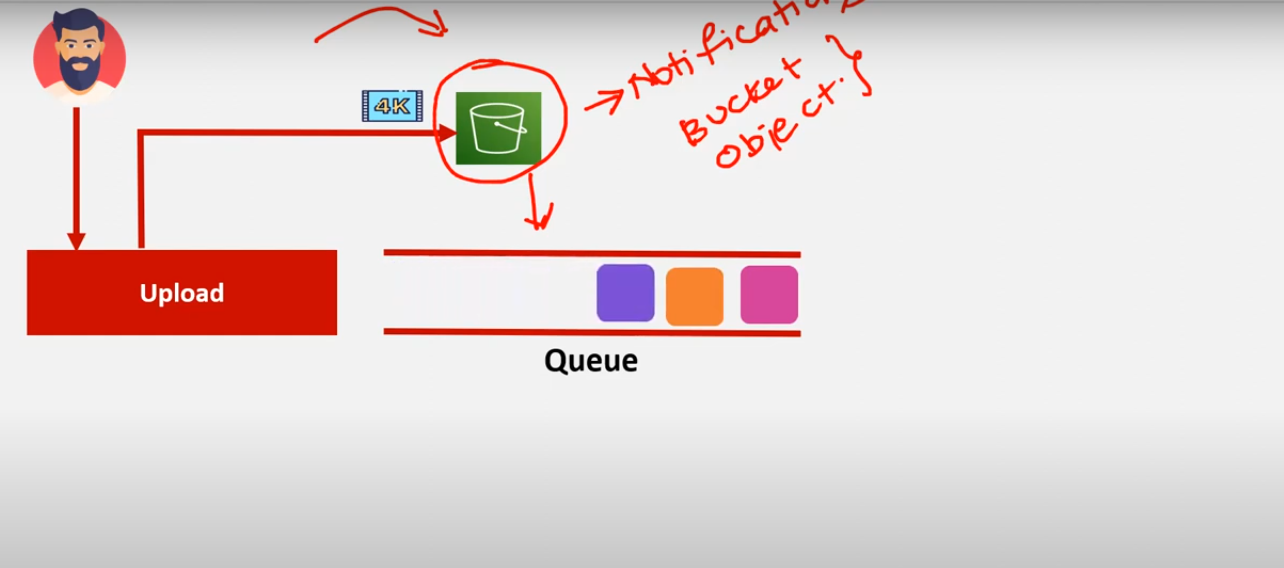 Notification
4K
Bucket
Object.
Upload
Queue